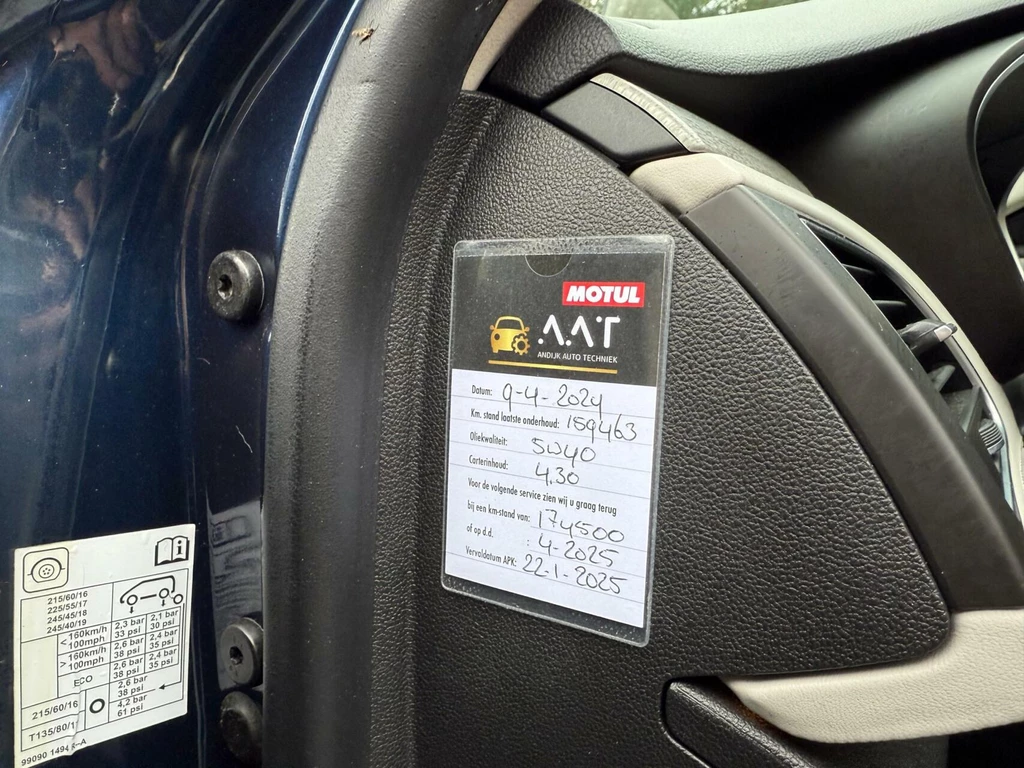 MOTUL
A.A.T
ANDIJK AUTO TECHNIEK
Datum: 9-4-2024
Km. stand laatste onderhoud: 159463
Oliekwaliteit: 5W40
Carterinhoud: 4.30
Voor de volgende service zien wij u graag terug
bij een km-stand van: 174500
of op d.d. : 4-2025
Vervaldatum APK: 22-1-2025
215/60/16
225/55/17
245/45/18
245/40/19
2,3 bar 2,1 bar
33 psi 30 psi
< 160km/h 2,6 bar 2,4 bar
100mph 38 psi 35 psi
> 160km/h 2,6 bar 2,4 bar
100mph 38 psi 35 psi
ECO 2,6 bar
38 psi
215/60/16 4,2 bar
T135/80/1 61 psi
99090 149 -A